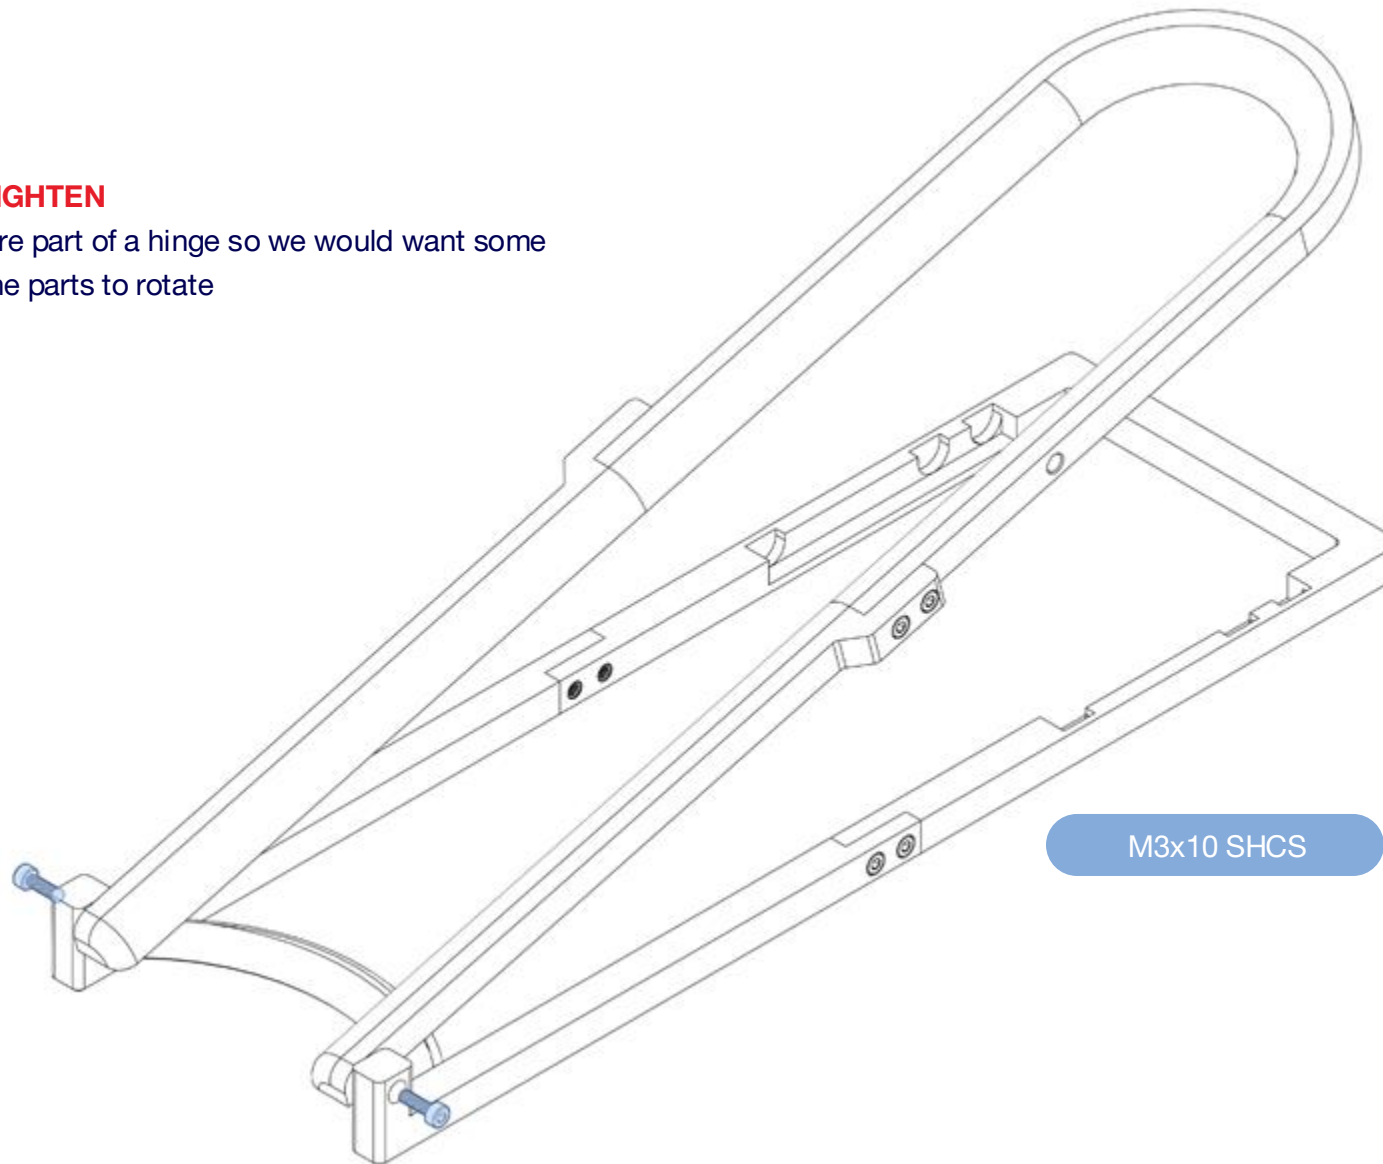 IGHTEN
re part of a hinge so we would want some
ne parts to rotate
M3x10 SHCS